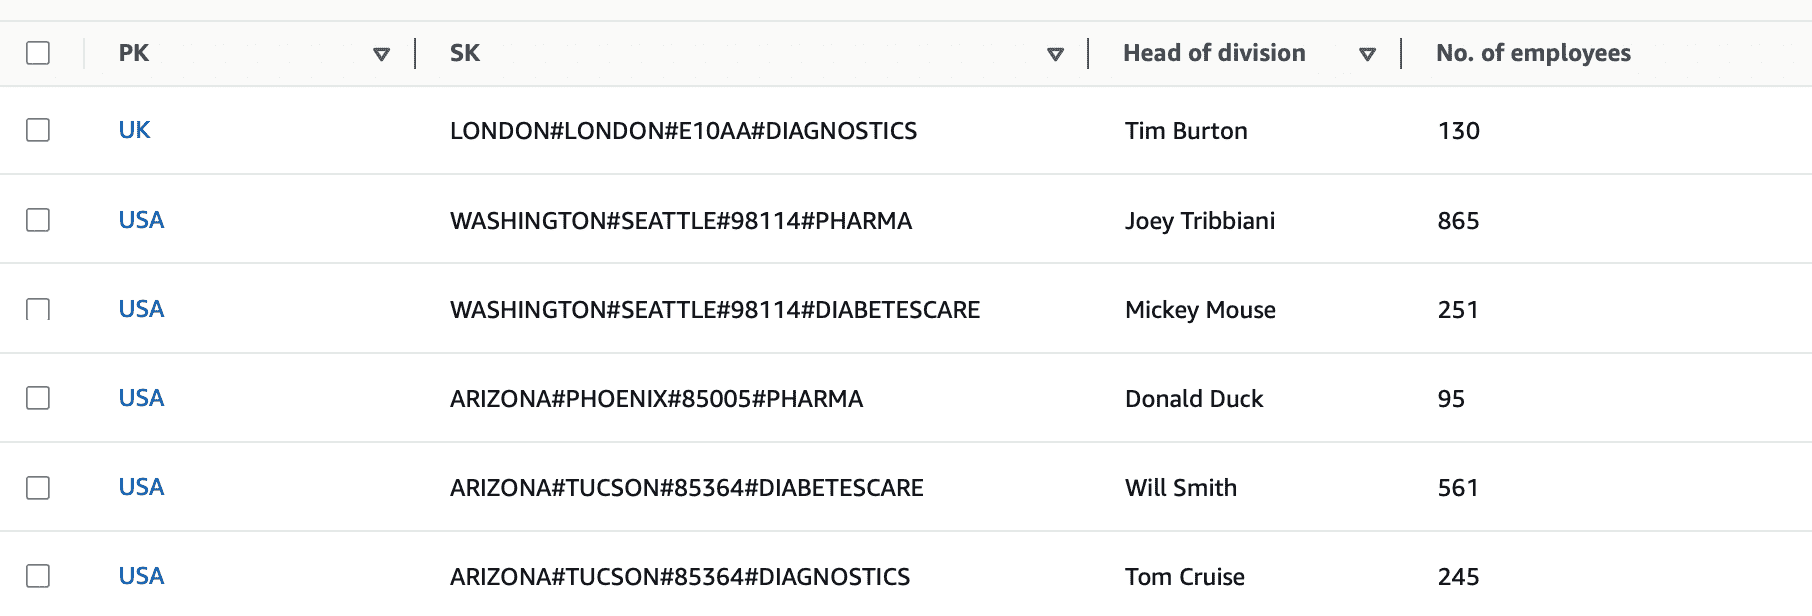 PK SK Head of division No. of employees
UK LONDON#LONDON#E10AA#DIAGNOSTICS Tim Burton 130
USA WASHINGTON#SEATTLE#98114#PHARMA Joey Tribbiani 865
USA WASHINGTON#SEATTLE#98114#DIABETESCARE Mickey Mouse 251
USA ARIZONA#PHOENIX#85005#PHARMA Donald Duck 95
USA ARIZONA#TUCSON#85364#DIABETESCARE Will Smith 561
USA ARIZONA#TUCSON#85364#DIAGNOSTICS Tom Cruise 245